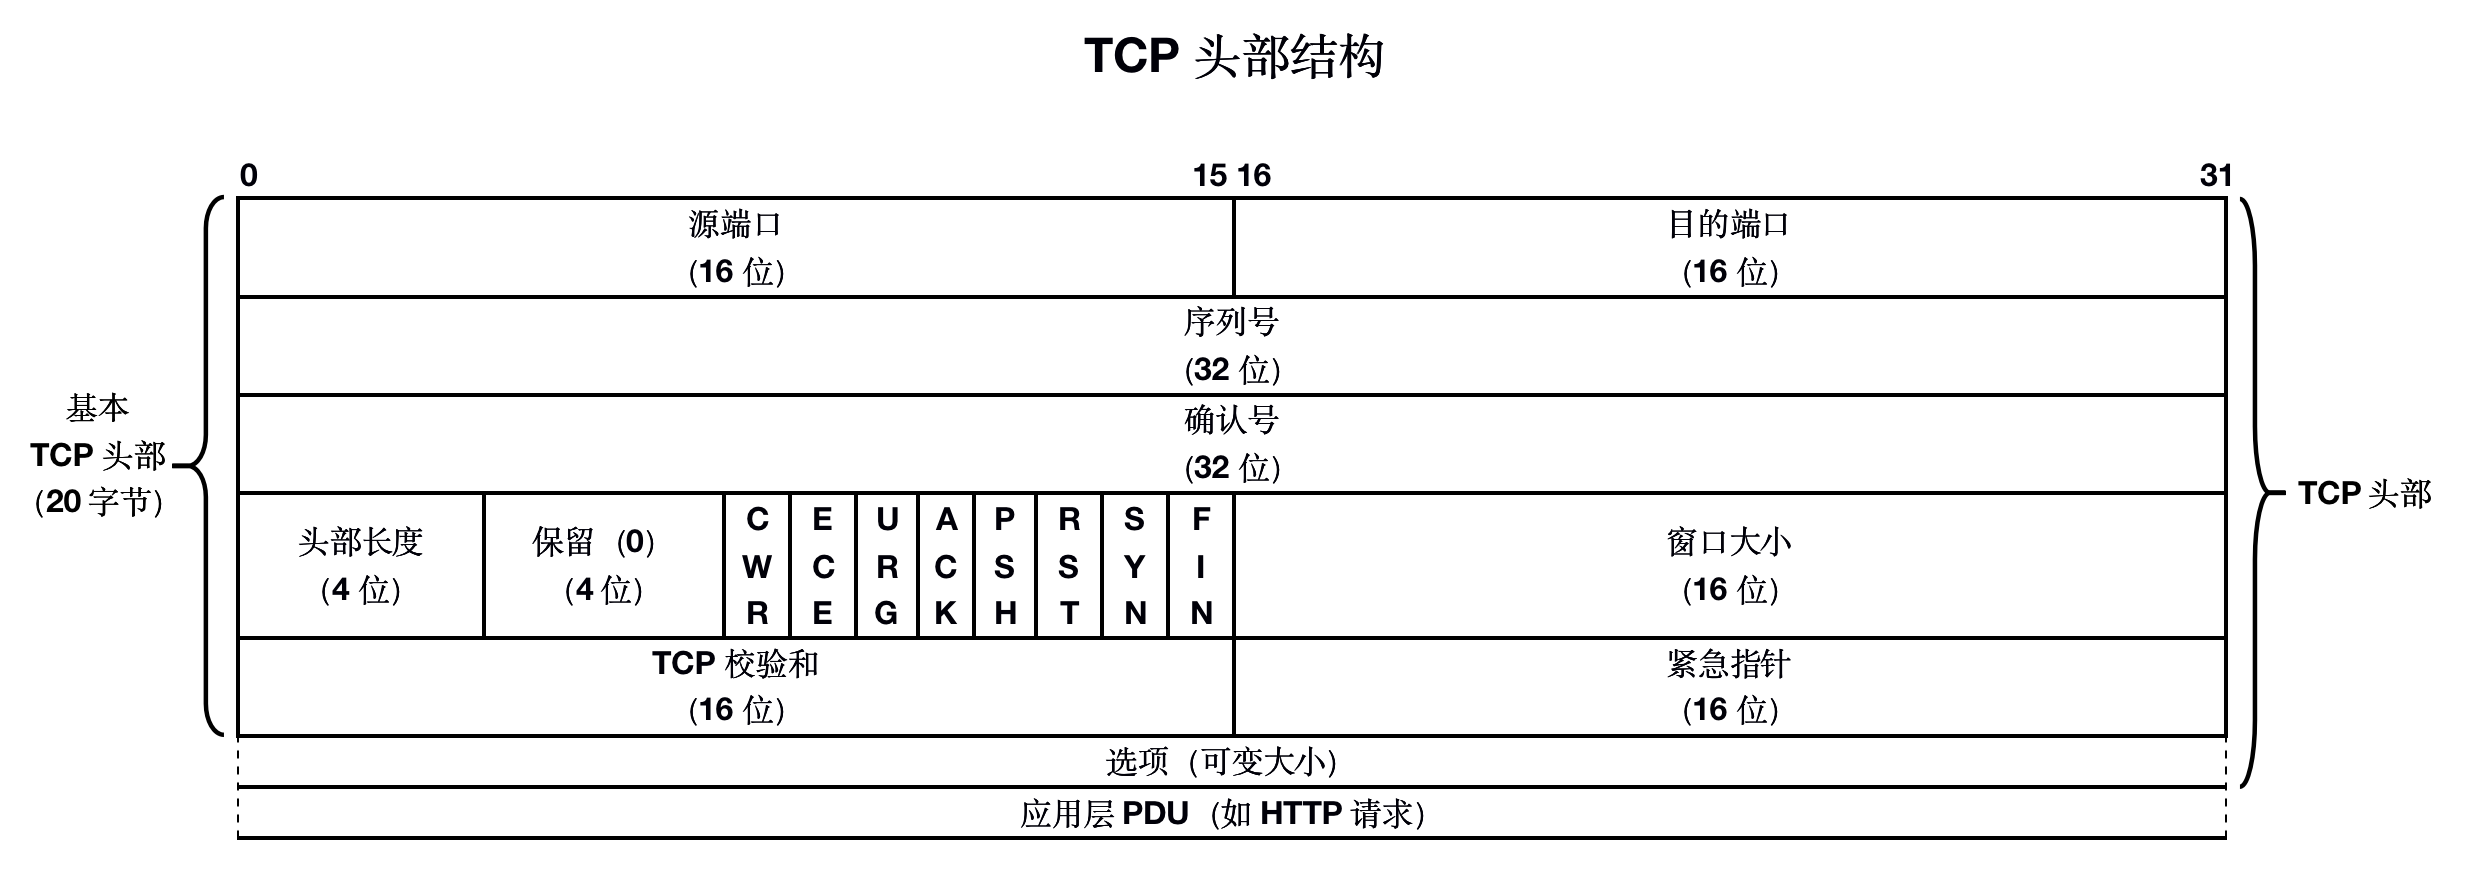 TCP 头部结构
0
15 16
31
源端口
(16 位)
目的端口
(16 位)
序列号
(32 位)
确认号
(32 位)
基本
TCP 头部
(20 字节)
头部长度
(4 位)
保留 (0)
(4 位)
CWR
ECE
URG
ACK
PSH
RST
SYN
FIN
窗口大小
(16 位)
TCP 头部
TCP 校验和
(16 位)
紧急指针
(16 位)
选项 (可变大小)
应用层 PDU (如 HTTP 请求)